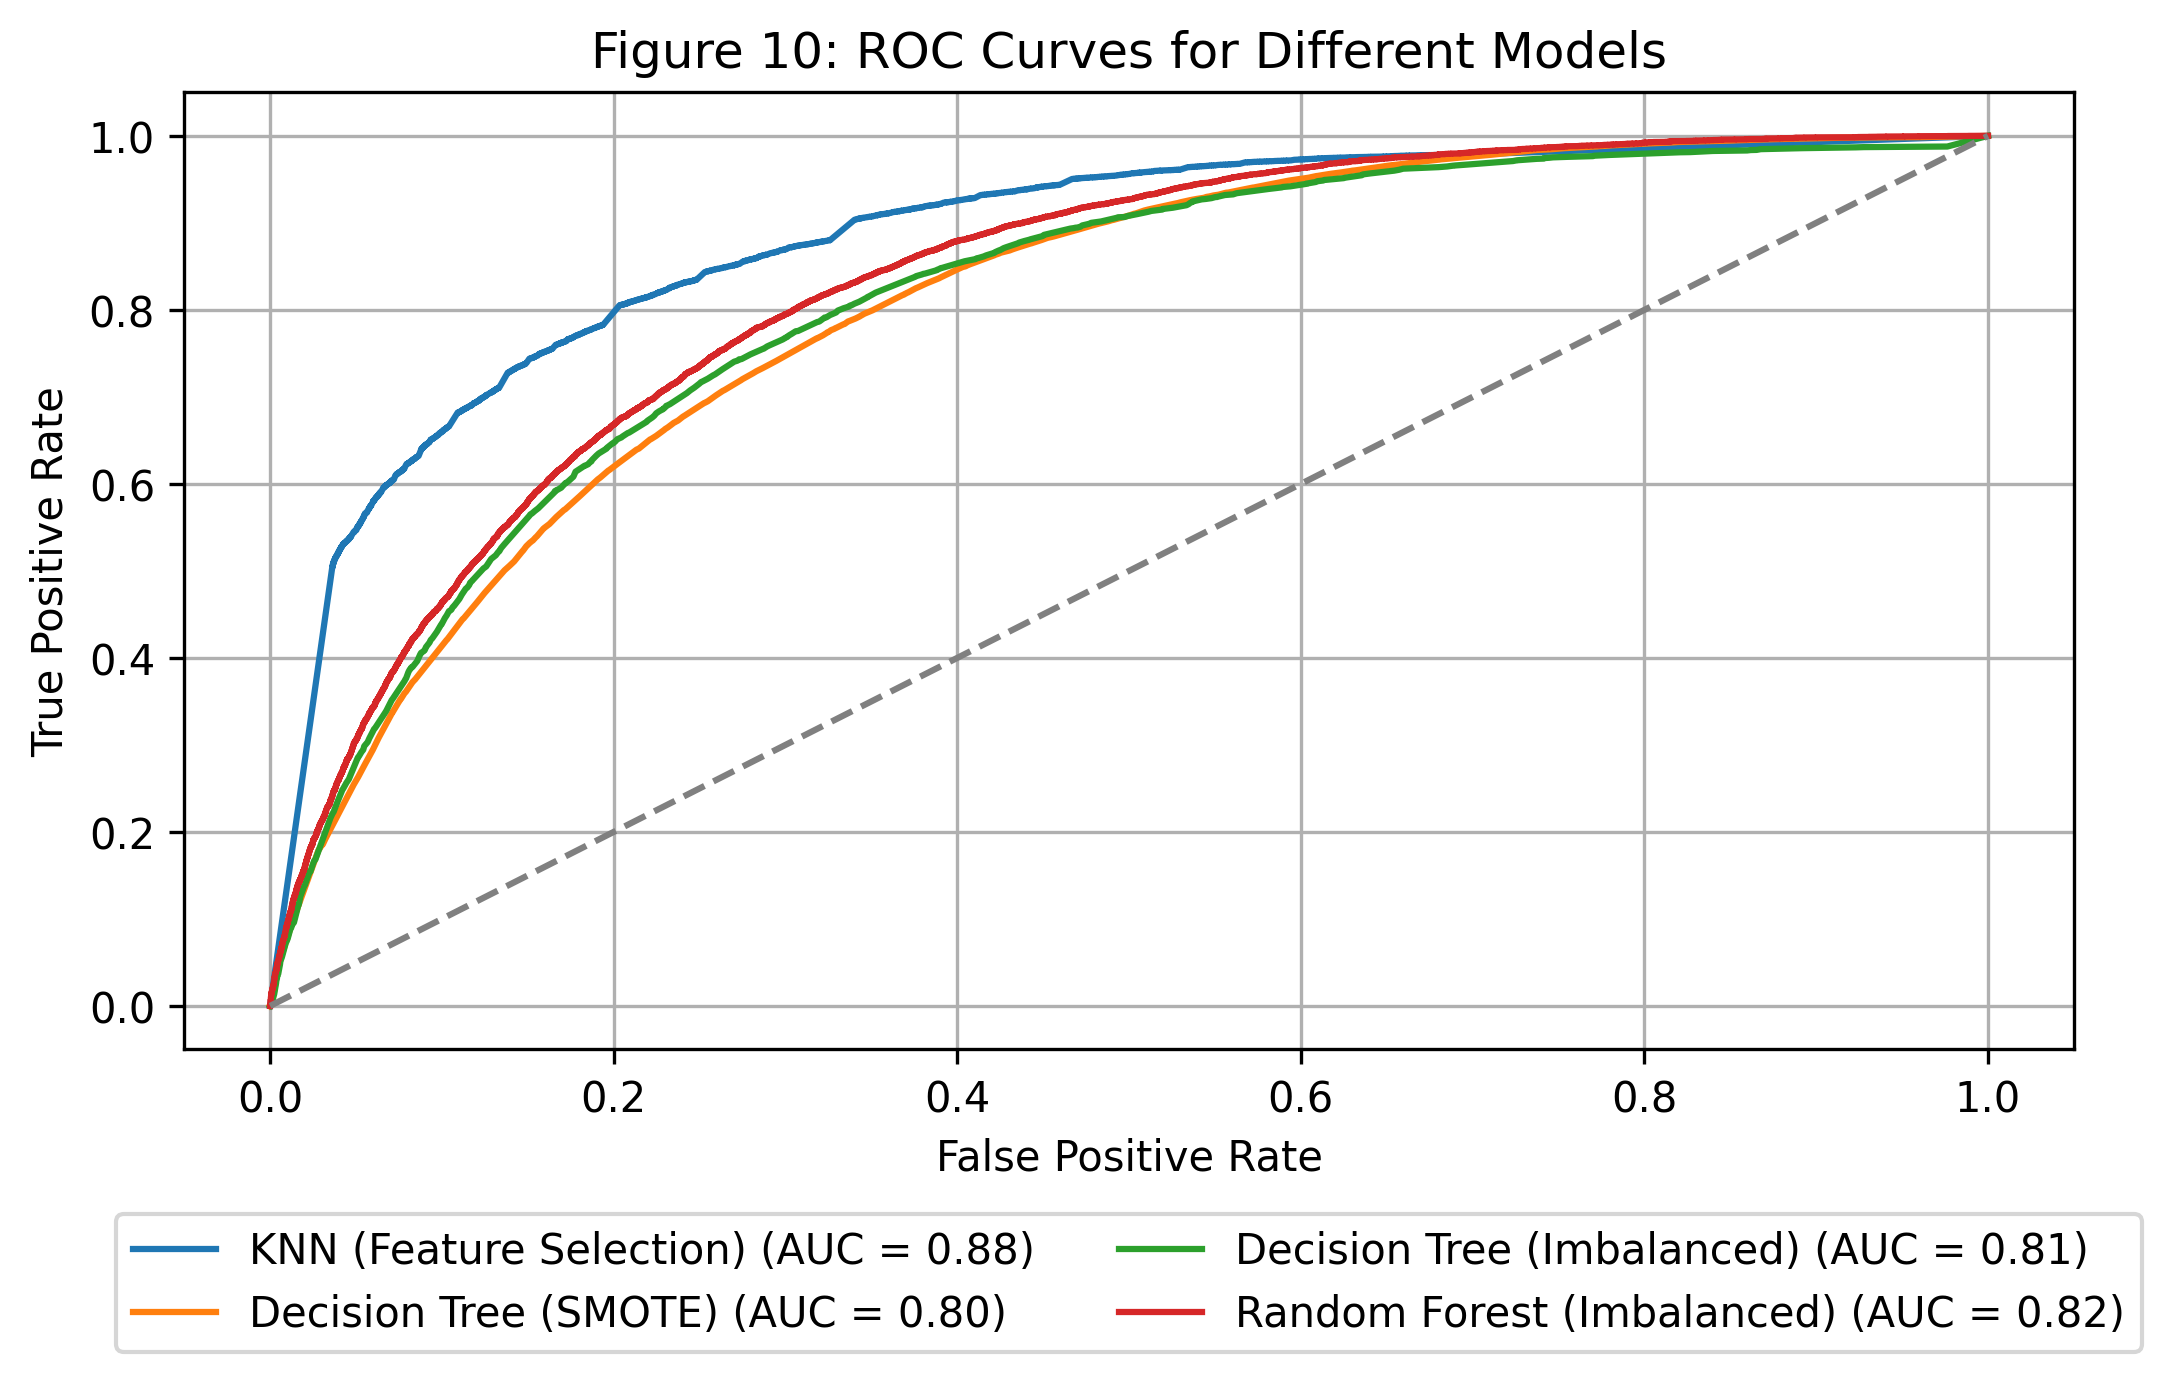 Figure 10: ROC Curves for Different Models
True Positive Rate
1.0
0.8
0.6
0.4
0.2
0.0
0.0 0.2 0.4 0.6 0.8 1.0
False Positive Rate
KNN (Feature Selection) (AUC = 0.88)
Decision Tree (SMOTE) (AUC = 0.80)
Decision Tree (Imbalanced) (AUC = 0.81)
Random Forest (Imbalanced) (AUC = 0.82)